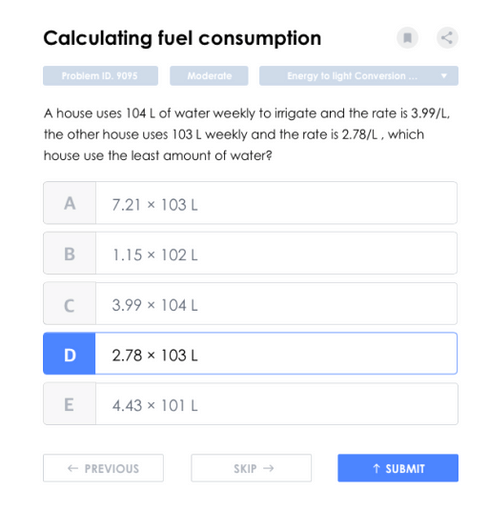 Calculating fuel consumption
Problem ID. 9095
Moderate
Energy to light Conversion ...
A house uses 104 L of water weekly to irrigate and the rate is 3.99/L,
the other house uses 103 L weekly and the rate is 2.78/L , which
house use the least amount of water?
A 7.21 × 103 L
B 1.15 × 102 L
C 3.99 × 104 L
D 2.78 × 103 L
E 4.43 × 101 L
← PREVIOUS
SKIP →
↑ SUBMIT